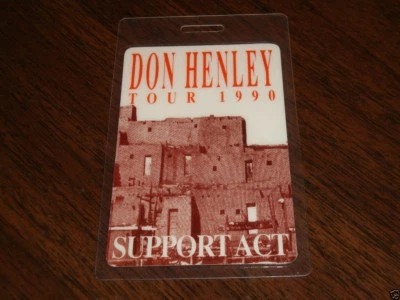 DON HENLEY
TOUR 1990
SUPPORT ACT